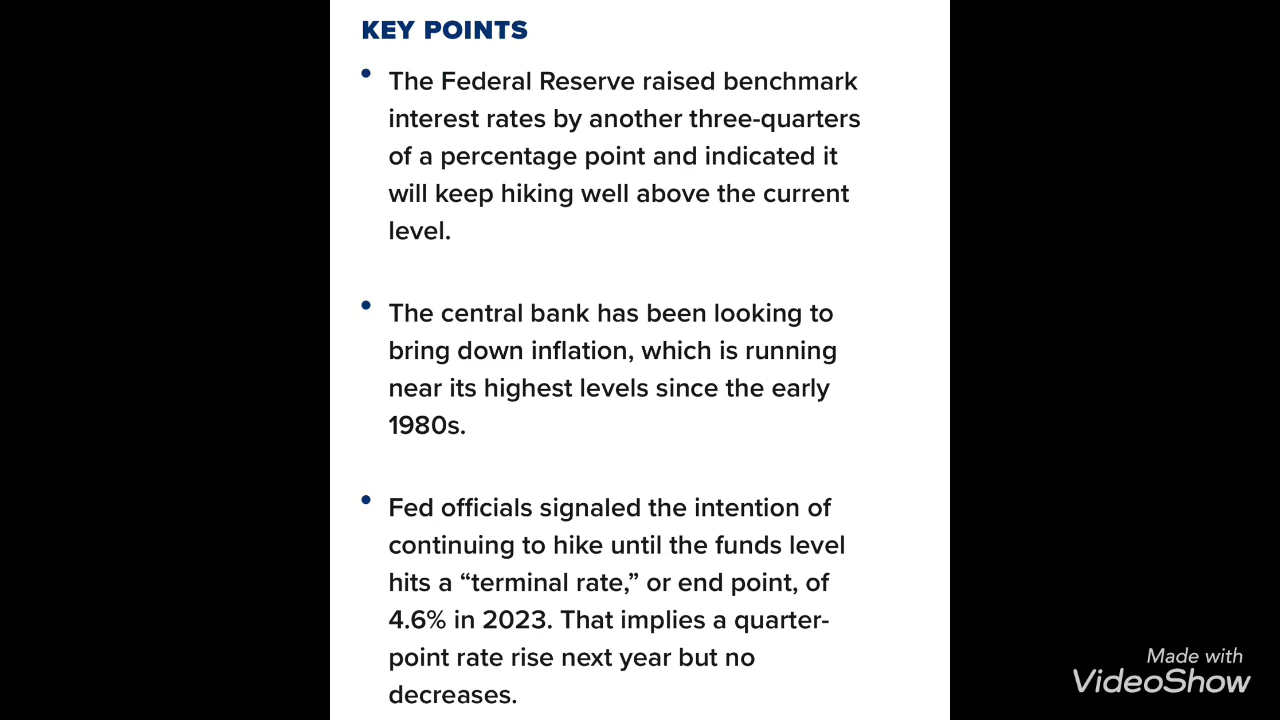 KEY POINTS
• The Federal Reserve raised benchmark
interest rates by another three-quarters
of a percentage point and indicated it
will keep hiking well above the current
level.
• The central bank has been looking to
bring down inflation, which is running
near its highest levels since the early
1980s.
• Fed officials signaled the intention of
continuing to hike until the funds level
hits a “terminal rate,” or end point, of
4.6% in 2023. That implies a quarter-
point rate rise next year but no
decreases.
Made with
VideoShow